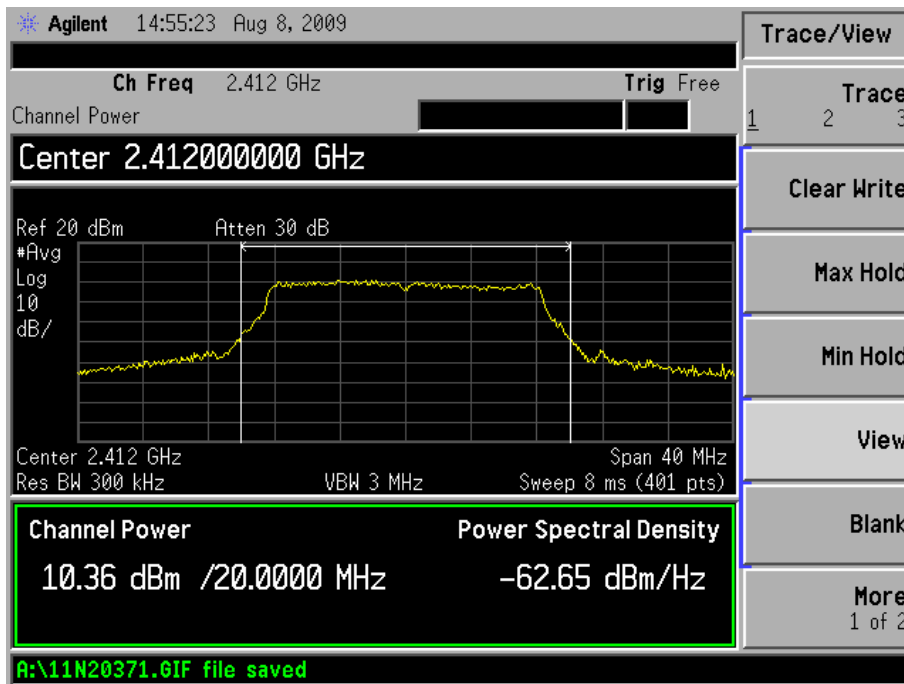 Agilent 14:55:23 Aug 8, 2009
Trace/View
Ch Freq 2.412 GHz Trig Free
Channel Power
Trace
1 2 3
Center 2.412000000 GHz
Clear Write
Ref 20 dBm Atten 30 dB
#Avg
Log
10
dB/
Max Hold
Min Hold
View
Center 2.412 GHz Span 40 MHz
Res BW 300 kHz VBW 3 MHz Sweep 8 ms (401 pts)
Blank
Channel Power Power Spectral Density
10.36 dBm /20.0000 MHz -62.65 dBm/Hz
More
1 of 2
A:\11N20371.GIF file saved